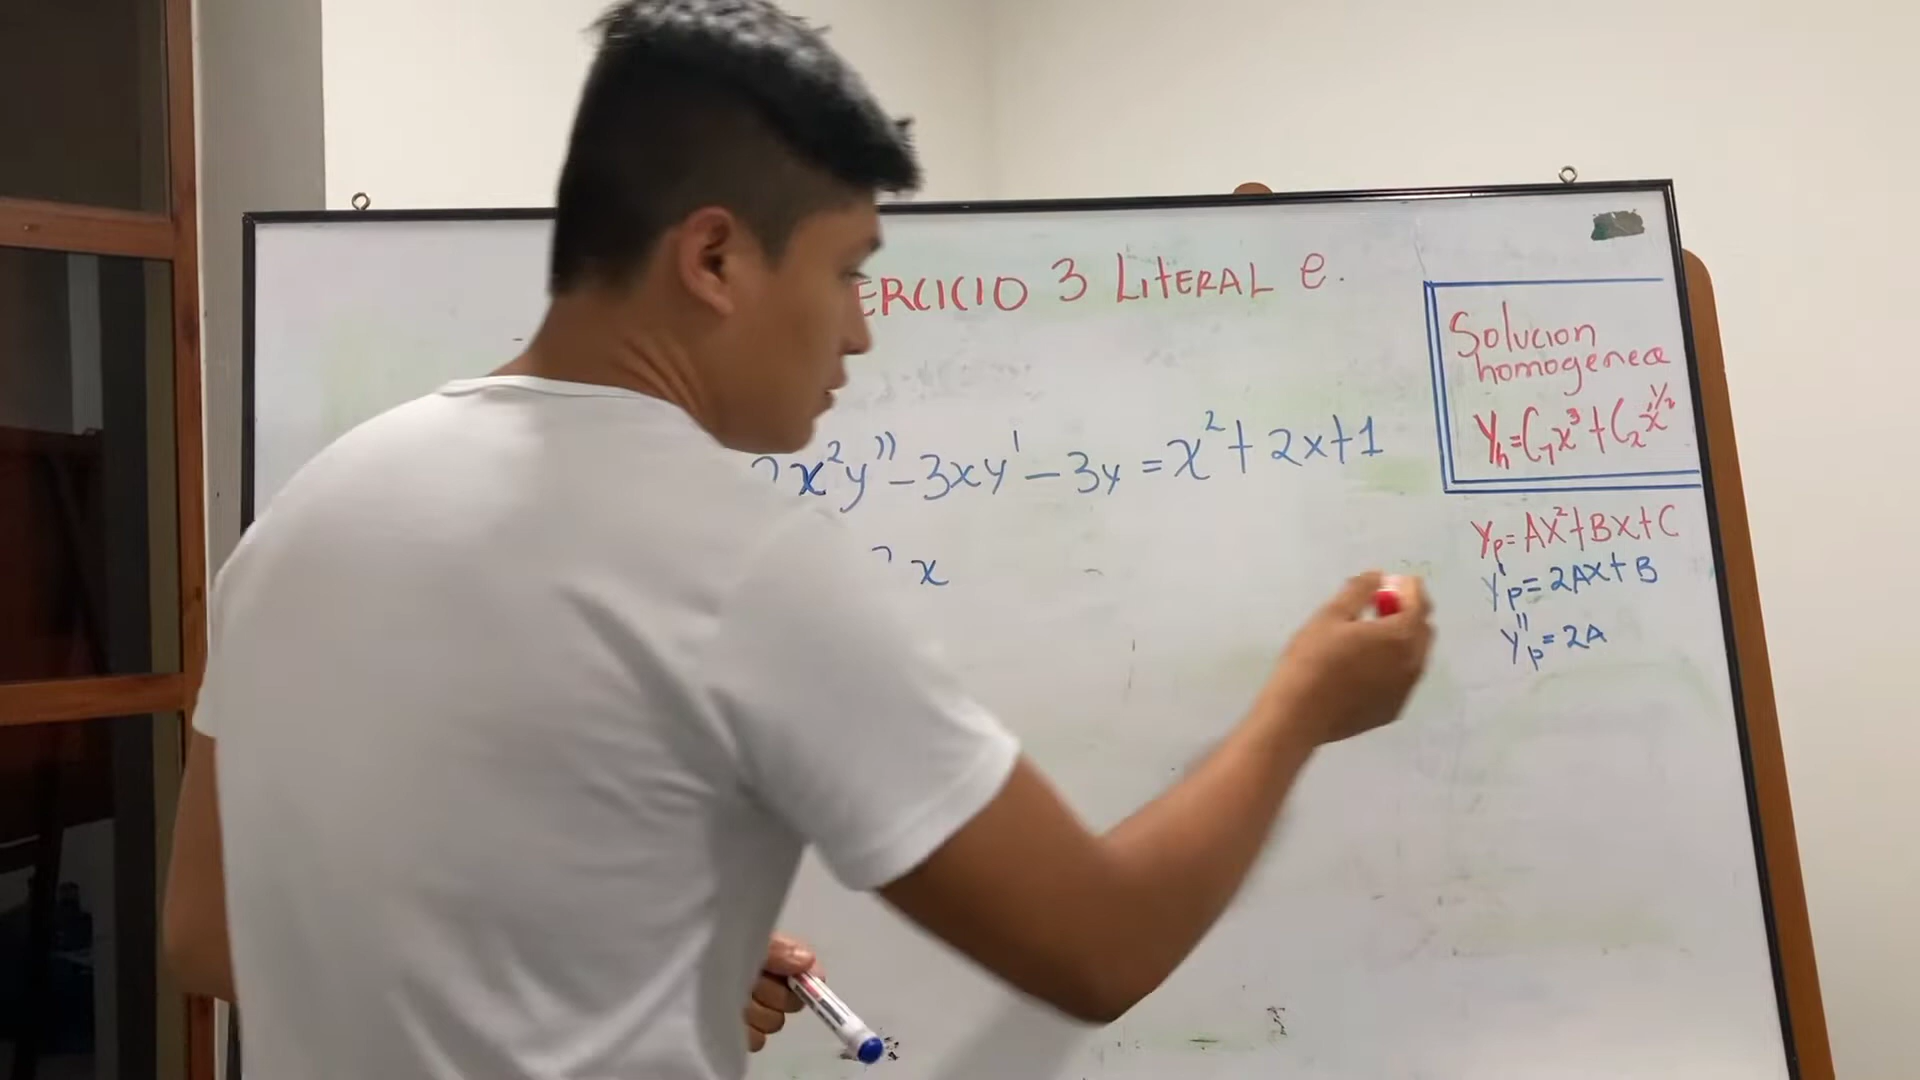 ERCICIO 3 LITERAL e.
x²y'' - 3xy' - 3y = x² + 2x + 1
x
Solucion
homogenea
Yₕ = C₁x³ + C₂x^1/2
Yₚ = Ax² + Bx + C
Y'ₚ = 2Ax + B
Y''ₚ = 2A